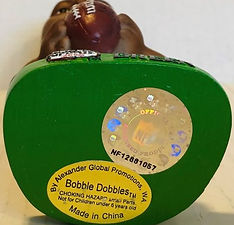 OFFI
NF12881057
By Alexander Global Promotions, WA
Bobble Dobbles™
CHOKING HAZARD small Parts.
Not for Children under 6 years old
Made in China